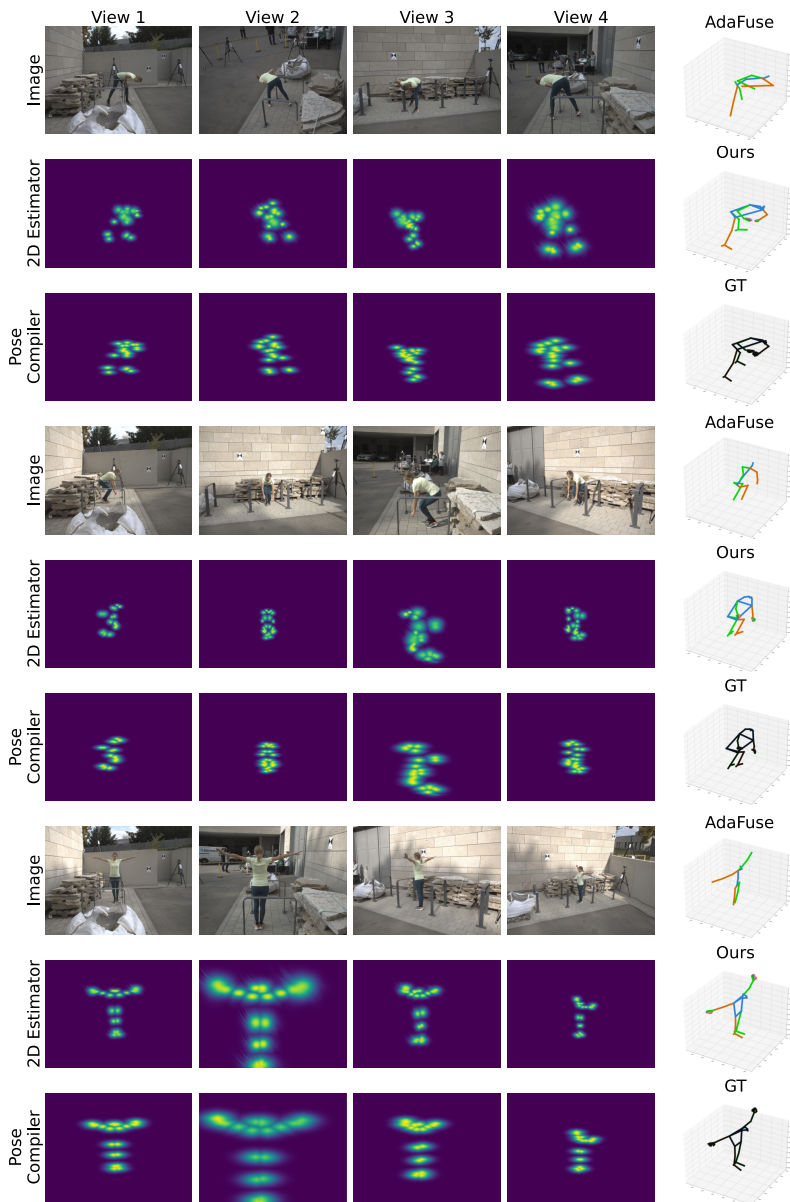 View 1 View 2 View 3 View 4
AdaFuse
Image
Ours
2D Estimator
GT
Pose
Compiler
AdaFuse
Image
Ours
2D Estimator
GT
Pose
Compiler
AdaFuse
Image
Ours
2D Estimator
GT
Pose
Compiler